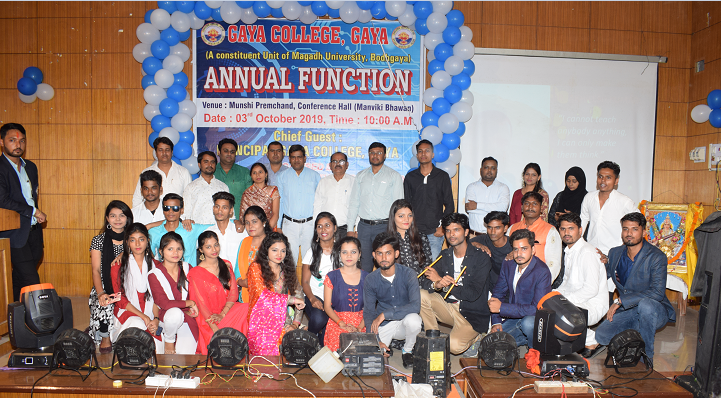 GAYA COLLEGE, GAYA
(A constituent Unit of Magadh University, Bodhgaya)
ANNUAL FUNCTION
Venue : Munshi Premchand, Conference Hall (Manviki Bhawan)
Date : 03rd October 2019, Time : 10:00 A.M
Chief Guest
COLLEGE,